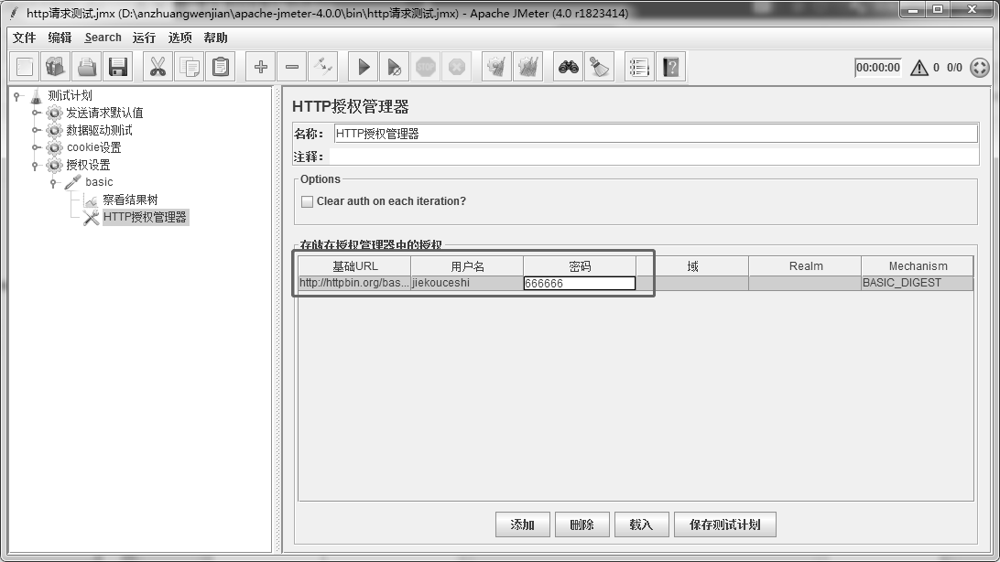 http请求测试.jmx (D:\anzhuangwenjian\apache-jmeter-4.0.0\bin\http请求测试.jmx) - Apache JMeter (4.0 r1823414)
文件 编辑 Search 运行 选项 帮助
STOP
00:00:00 0 0/0
测试计划
发送请求默认值
数据驱动测试
cookie设置
授权设置
basic
察看结果树
HTTP授权管理器
HTTP授权管理器
名称： HTTP授权管理器
注释：
Options
Clear auth on each iteration?
存储在授权管理器中的授权
基础URL 用户名 密码 域 Realm Mechanism
http://httpbin.org/bas... jiekouceshi 666666 BASIC_DIGEST
添加 删除 载入 保存测试计划